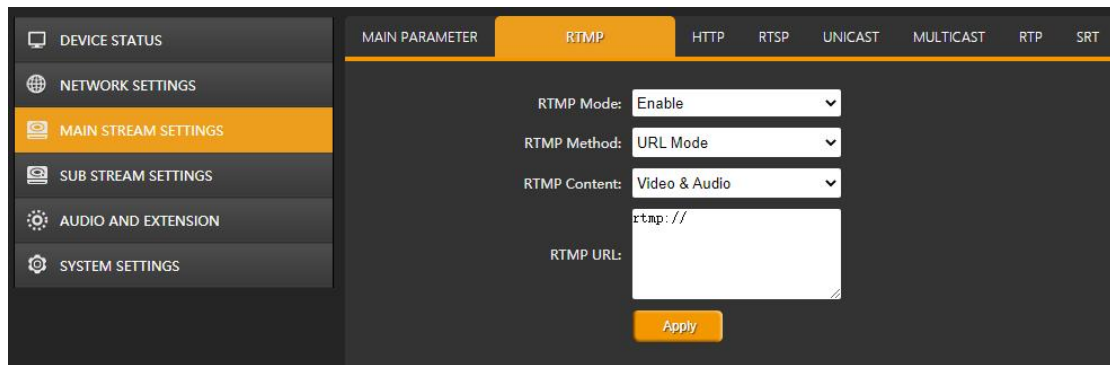 DEVICE STATUS
NETWORK SETTINGS
MAIN STREAM SETTINGS
SUB STREAM SETTINGS
AUDIO AND EXTENSION
SYSTEM SETTINGS
MAIN PARAMETER RTMP HTTP RTSP UNICAST MULTICAST RTP SRT
RTMP Mode: Enable
RTMP Method: URL Mode
RTMP Content: Video & Audio
RTMP URL: rtmp://
Apply